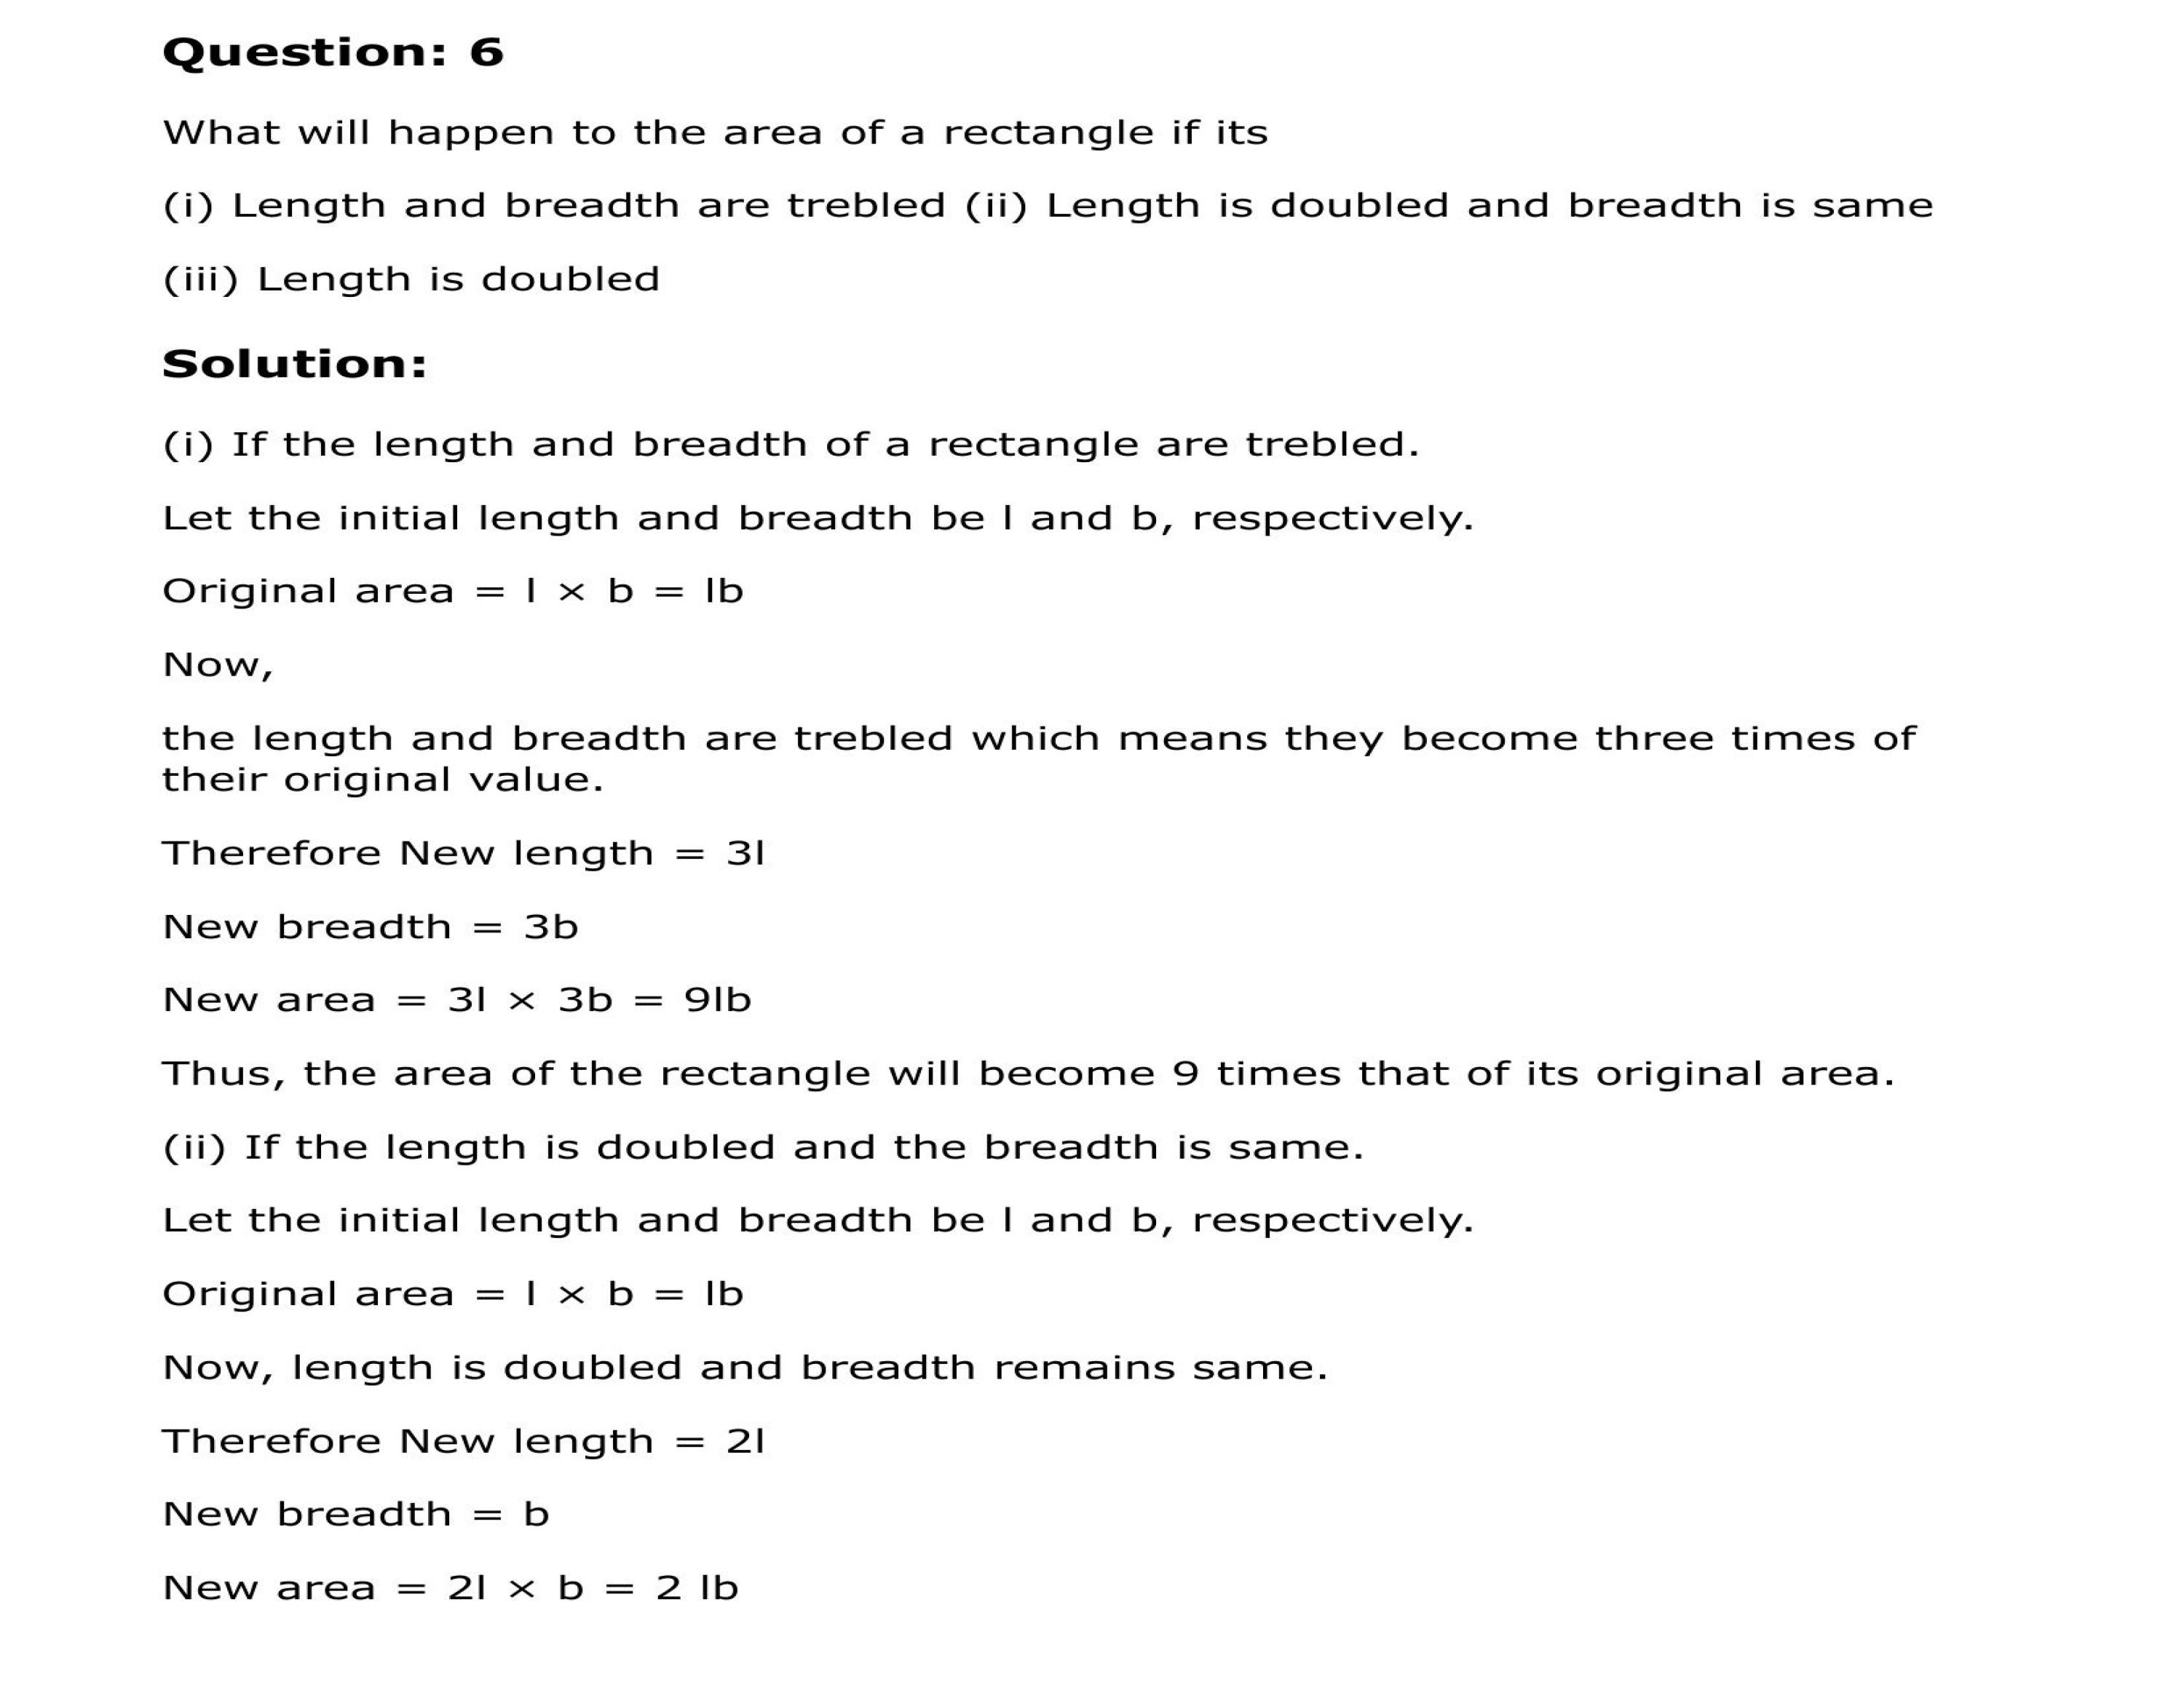 Question: 6
What will happen to the area of a rectangle if its
(i) Length and breadth are trebled (ii) Length is doubled and breadth is same
(iii) Length is doubled
Solution:
(i) If the length and breadth of a rectangle are trebled.
Let the initial length and breadth be l and b, respectively.
Original area = l × b = lb
Now,
the length and breadth are trebled which means they become three times of
their original value.
Therefore New length = 3l
New breadth = 3b
New area = 3l × 3b = 9lb
Thus, the area of the rectangle will become 9 times that of its original area.
(ii) If the length is doubled and the breadth is same.
Let the initial length and breadth be l and b, respectively.
Original area = l × b = lb
Now, length is doubled and breadth remains same.
Therefore New length = 2l
New breadth = b
New area = 2l × b = 2 lb